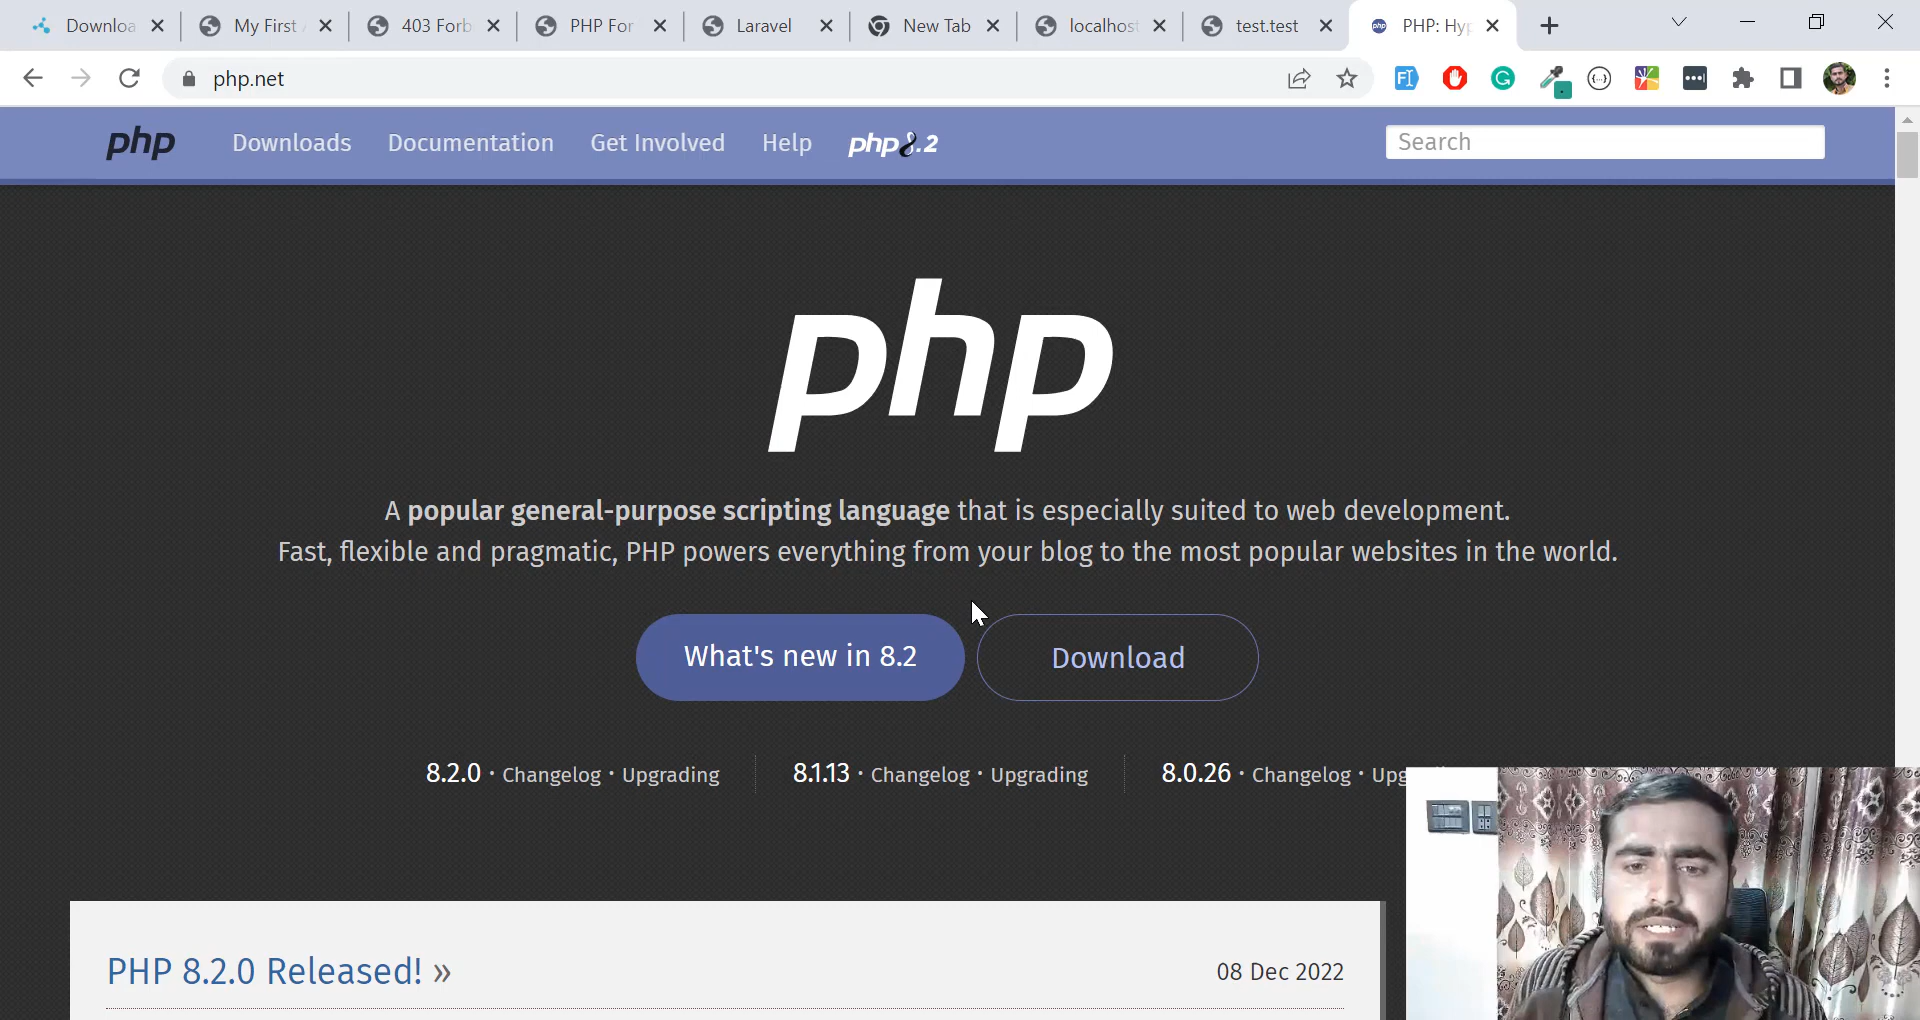 Downloa
My First
403 Forb
PHP For
Laravel
New Tab
localhost
test.test
PHP: Hyp
php.net
php
Downloads
Documentation
Get Involved
Help
php8.2
Search
php
A popular general-purpose scripting language that is especially suited to web development.
Fast, flexible and pragmatic, PHP powers everything from your blog to the most popular websites in the world.
What's new in 8.2
Download
8.2.0 · Changelog · Upgrading
8.1.13 · Changelog · Upgrading
8.0.26 · Changelog · Upg
PHP 8.2.0 Released! »
08 Dec 2022